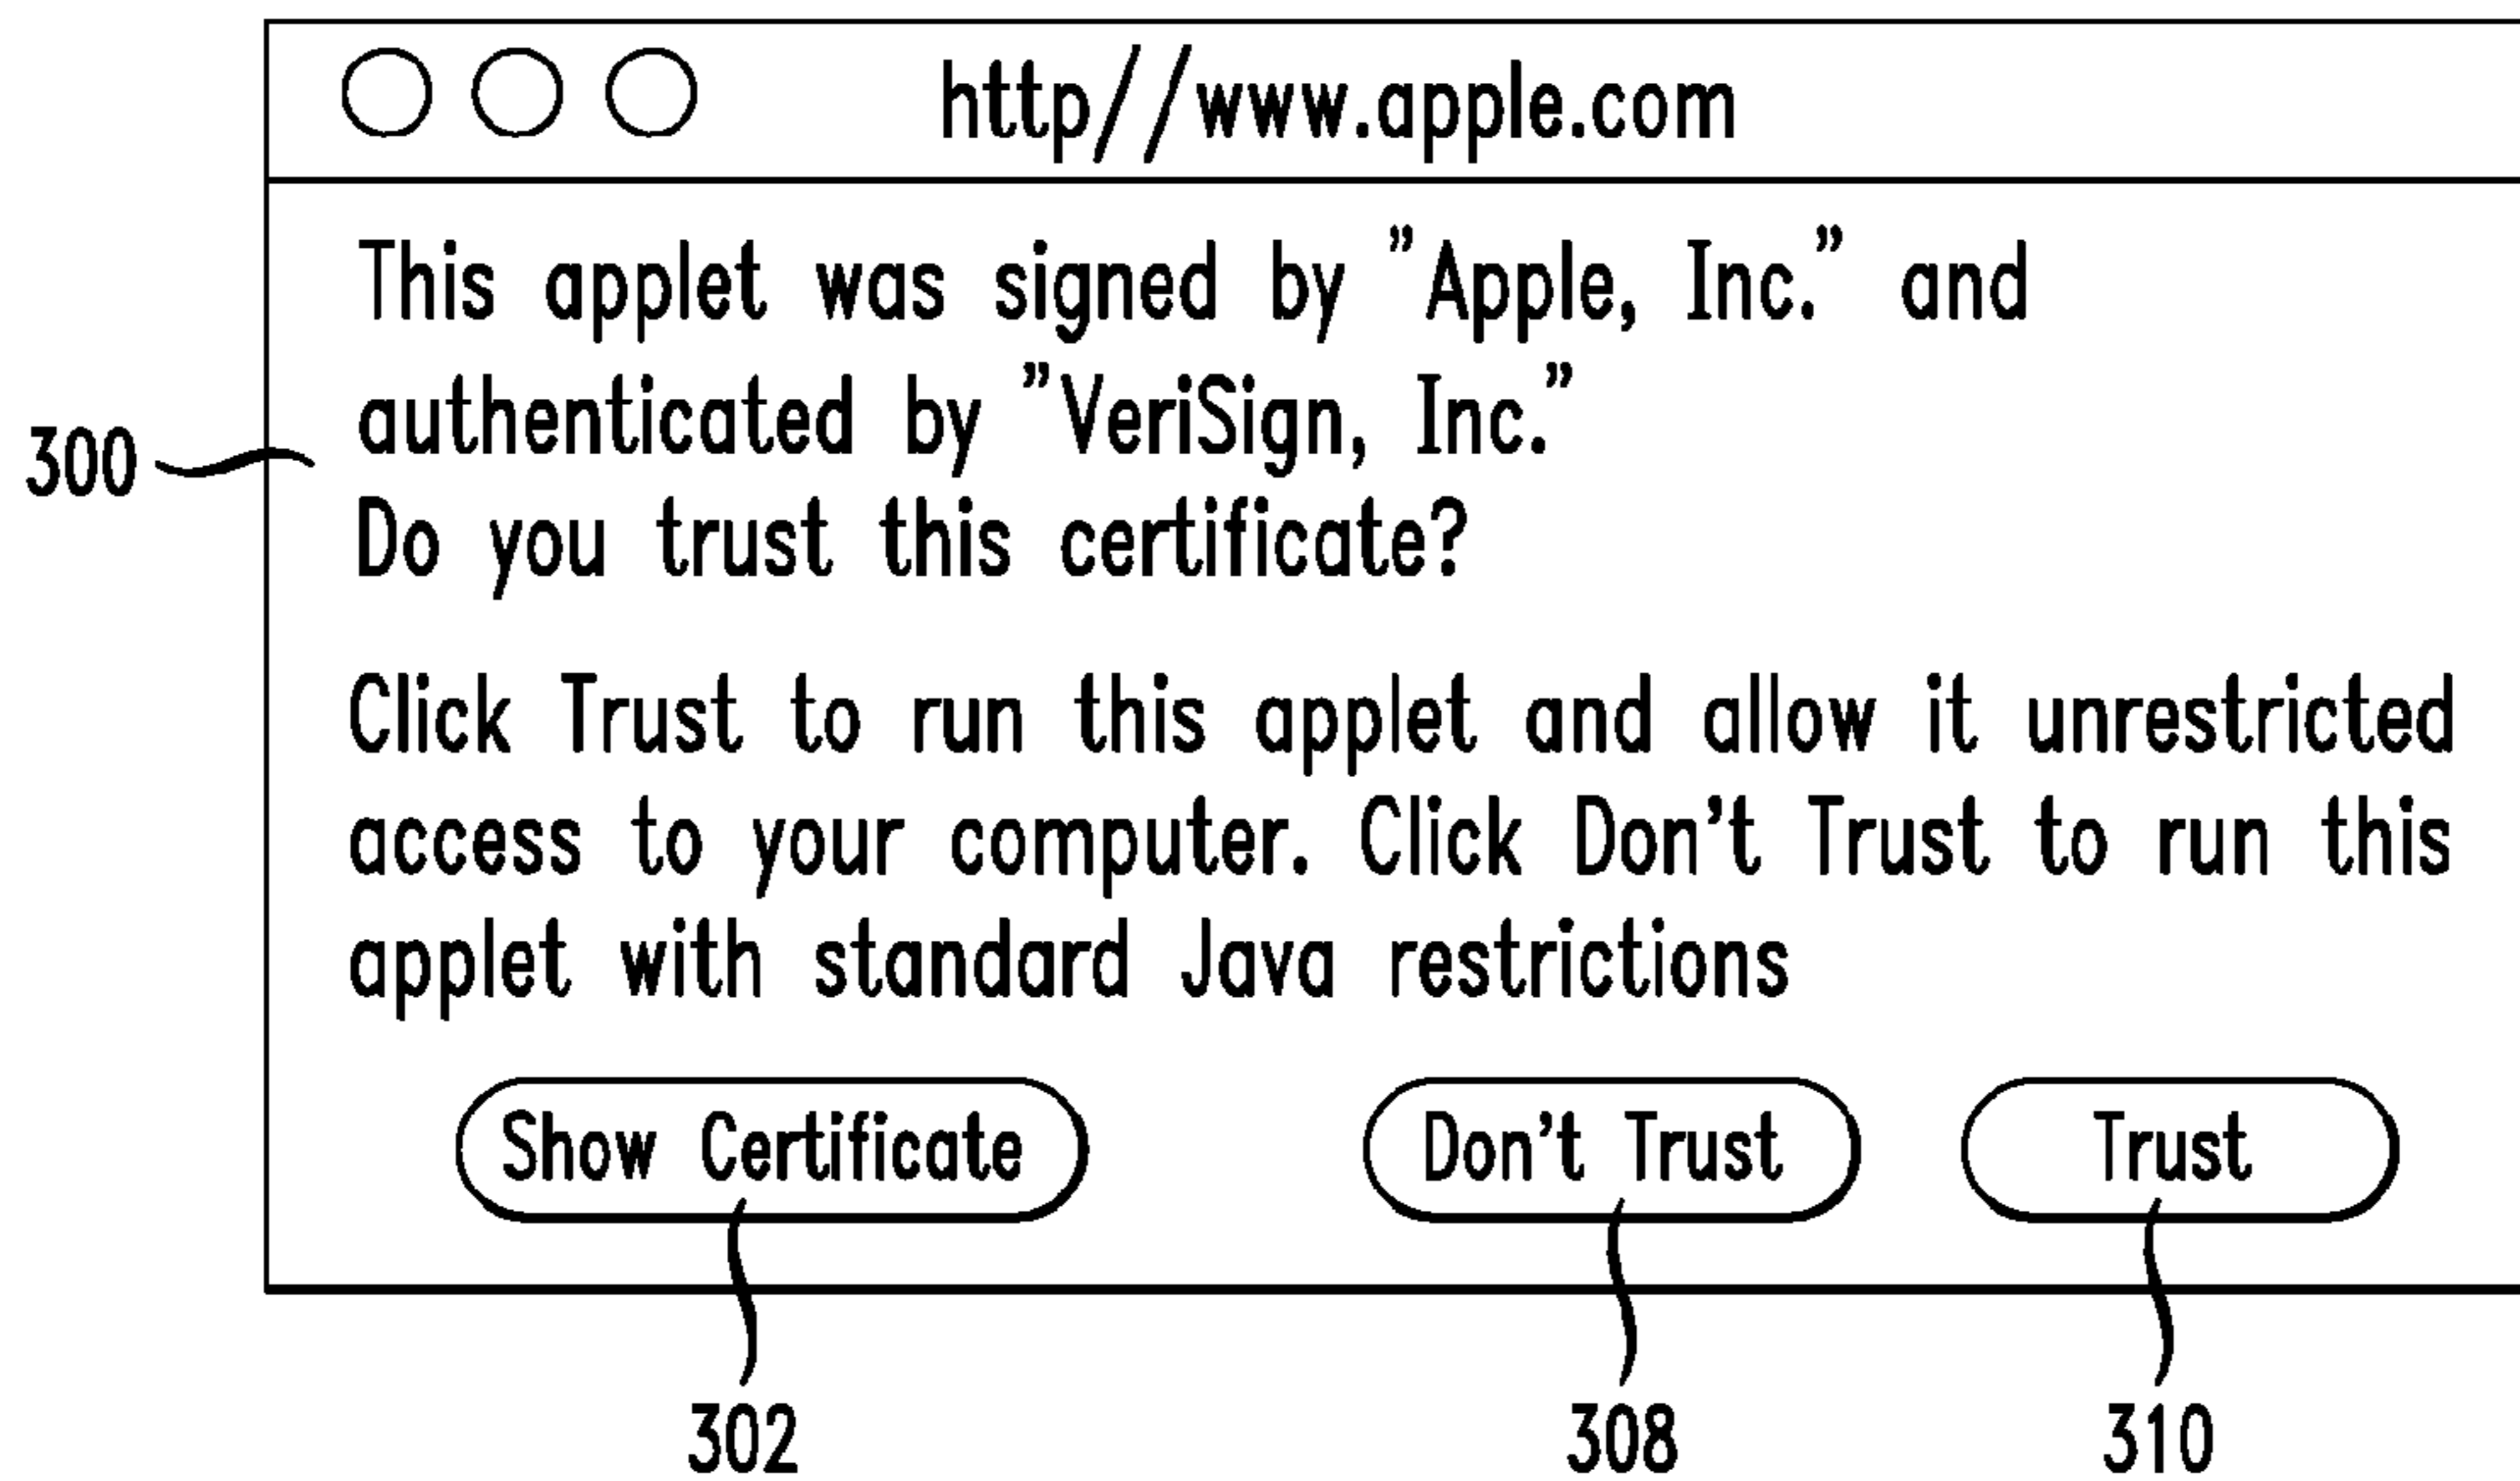 http//www.apple.com
This applet was signed by "Apple, Inc." and
authenticated by "VeriSign, Inc."
300
Do you trust this certificate?
Click Trust to run this applet and allow it unrestricted
access to your computer. Click Don't Trust to run this
applet with standard Java restrictions
Show Certificate Don't Trust Trust
302 308 310